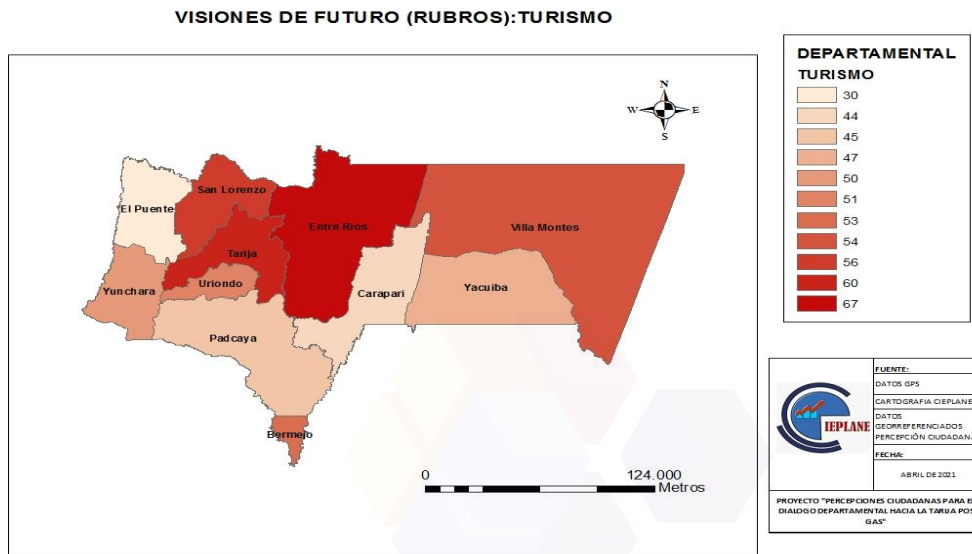 VISIONES DE FUTURO (RUBROS):TURISMO
N
W E
S
San Lorenzo
El Puente
Entre Rios
Villa Montes
Tarija
Uriondo
Yunchara
Carapari
Yacuiba
Padcaya
Bermejo
0 124.000
Metros
DEPARTAMENTAL
TURISMO
30
44
45
47
50
51
53
54
56
60
67
IEPLANE
FUENTE:
DATOS GPS
CARTOGRAFIA CIEPLANE
DATOS
GEORREFERENCIADOS
PERCEPCIÓN CIUDADAN
FECHA:
ABRIL DE 2021
PROYECTO "PERCEPCIONES CIUDADANAS PARA E
DIALOGO DEPARTAMENTAL HACIA LA TARIJA POS
GAS"